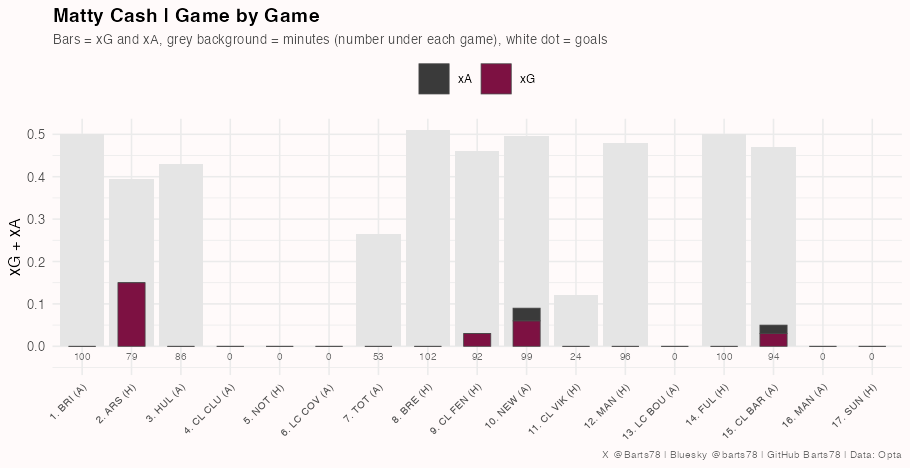 Matty Cash | Game by Game
Bars = xG and xA, grey background = minutes (number under each game), white dot = goals
xA xG
xG + xA
0.5
0.4
0.3
0.2
0.1
0.0
100 79 86 0 0 0 53 102 92 99 24 96 0 100 94 0 0
1. BRI (A)
2. ARS (H)
3. HUL (A)
4. CL CLU (A)
5. NOT (H)
6. LC COV (A)
7. TOT (A)
8. BRE (H)
9. CL FEN (H)
10. NEW (A)
11. CL VIK (H)
12. MAN (H)
13. LC BOU (A)
14. FUL (H)
15. CL BAR (A)
16. MAN (A)
17. SUN (H)
X @Barts78 | Bluesky @barts78 | GitHub Barts78 | Data: Opta